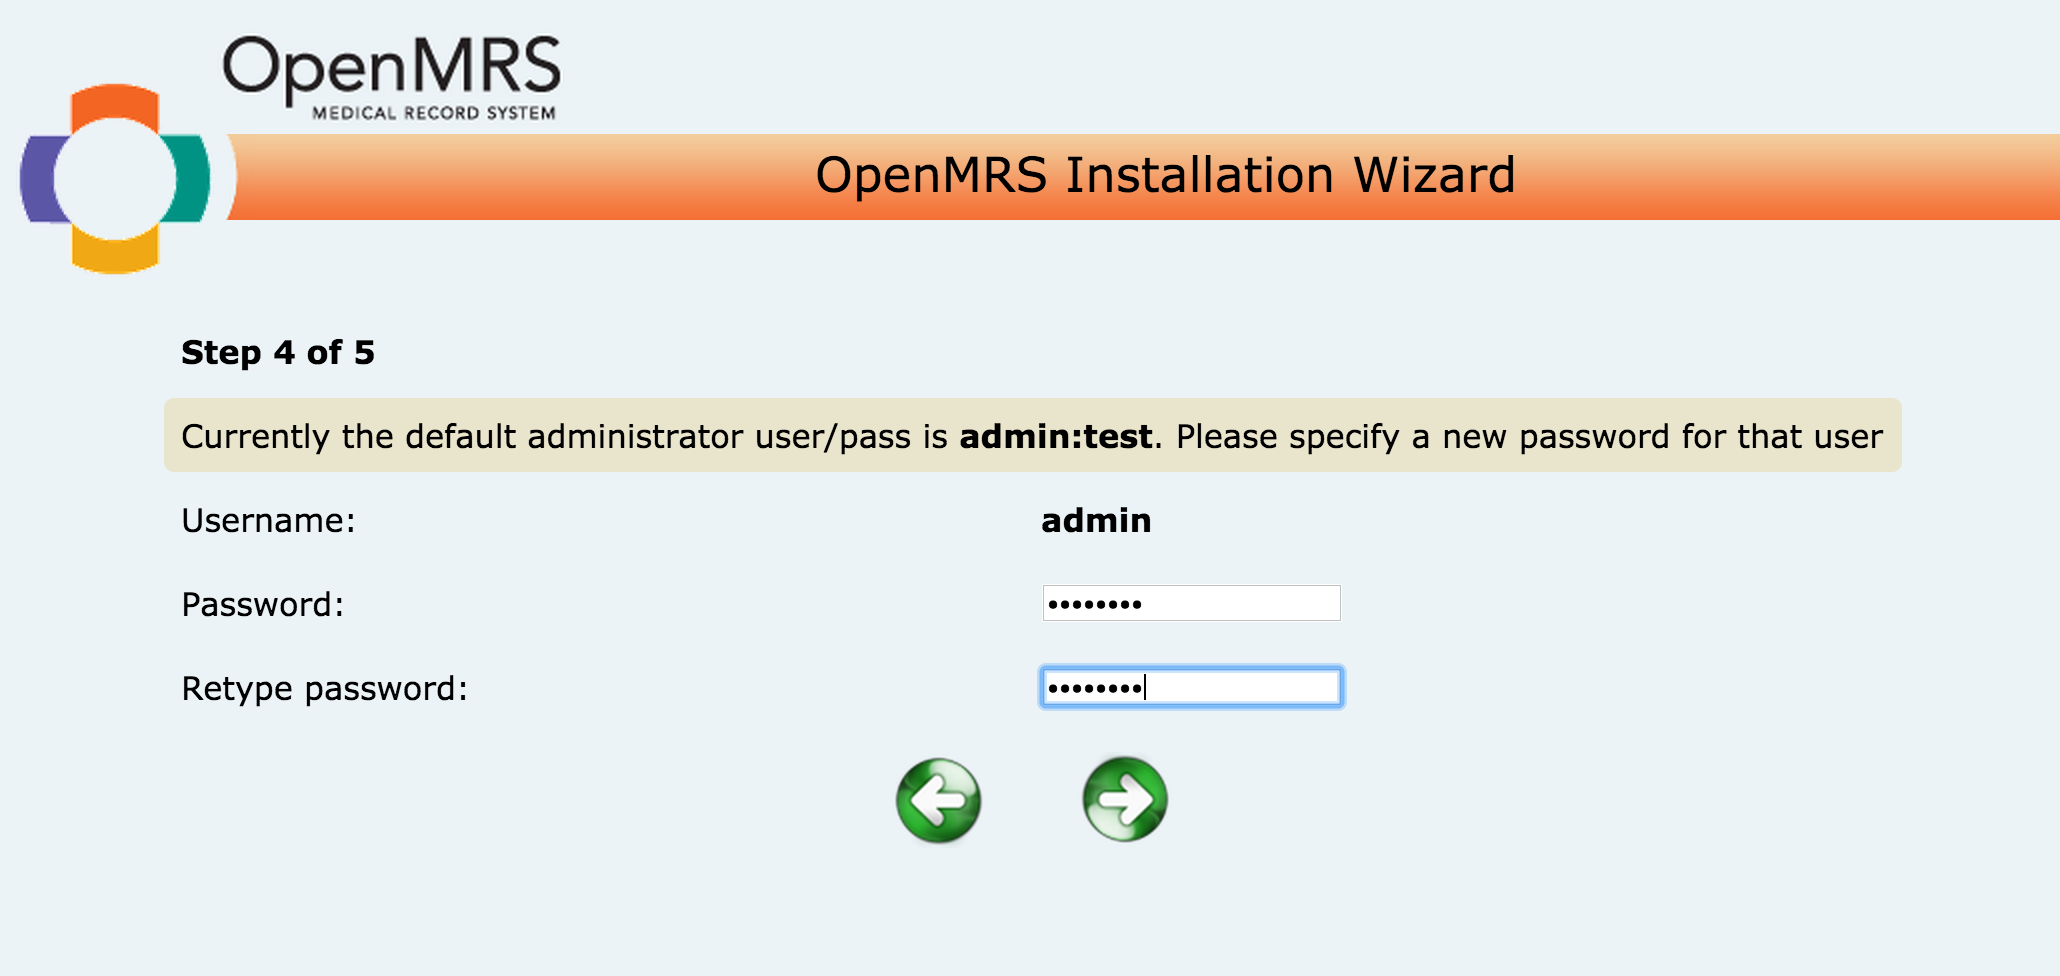 OpenMRS
MEDICAL RECORD SYSTEM
OpenMRS Installation Wizard
Step 4 of 5
Currently the default administrator user/pass is admin:test. Please specify a new password for that user
Username: admin
Password: ••••••••
Retype password: ••••••••